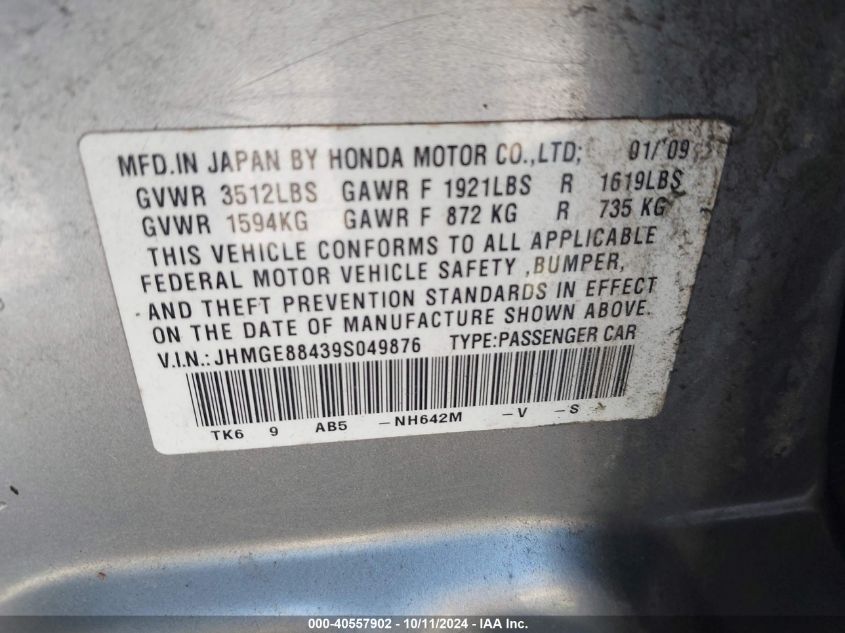 MFD.IN JAPAN BY HONDA MOTOR CO.,LTD; 01/'09
GVWR 3512LBS GAWR F 1921LBS R 1619LBS
GVWR 1594KG GAWR F 872 KG R 735 KG
THIS VEHICLE CONFORMS TO ALL APPLICABLE
FEDERAL MOTOR VEHICLE SAFETY ,BUMPER,
AND THEFT PREVENTION STANDARDS IN EFFECT
ON THE DATE OF MANUFACTURE SHOWN ABOVE.
V.I.N.: JHMGE88439S049876 TYPE:PASSENGER CAR
TK6 9 AB5 -NH642M -V -S
000-40557902 - 10/11/2024 - IAA Inc.